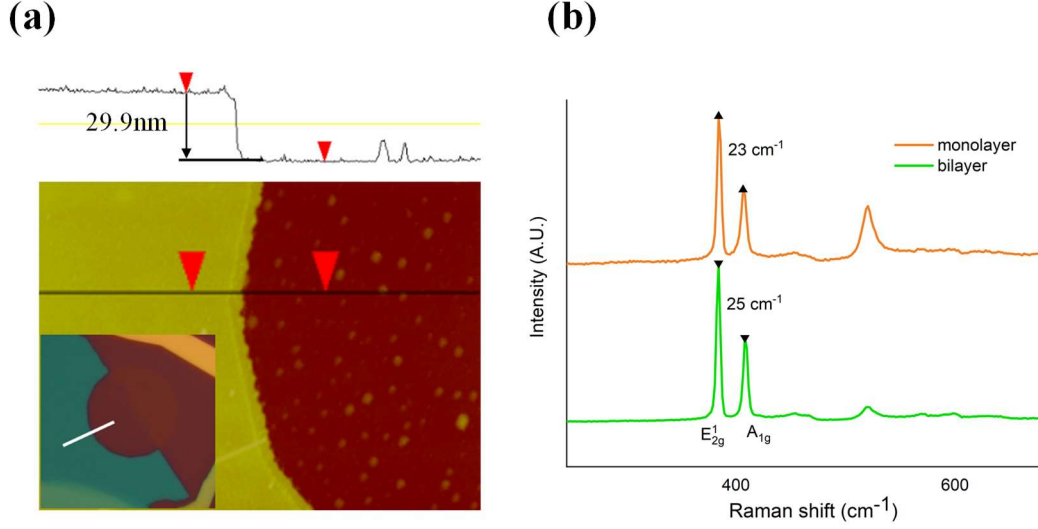 (a)
29.9nm
(b)
23 cm⁻¹
monolayer
bilayer
25 cm⁻¹
Intensity (A.U.)
E¹₂g A₁g
400 600
Raman shift (cm⁻¹)